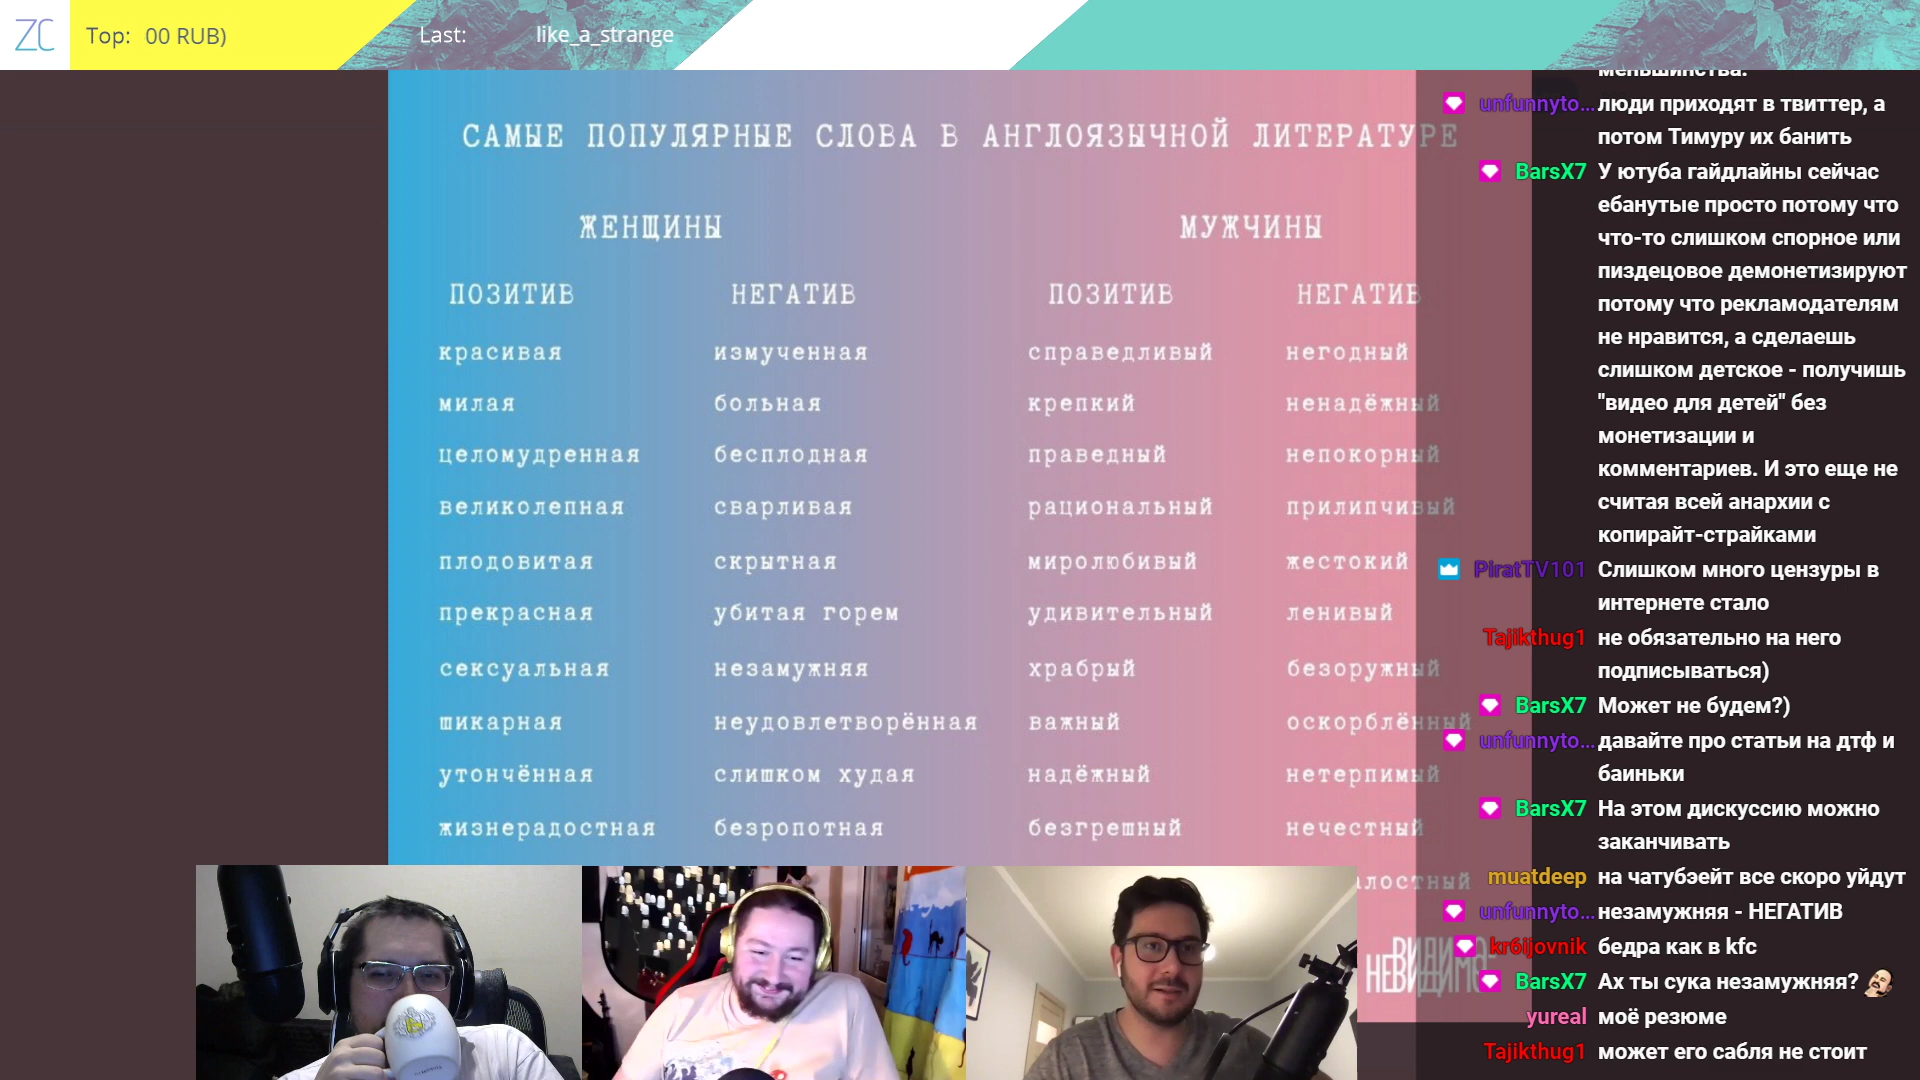 ZC
Top: 00 RUB)
Last: like_a_strange
САМЫЕ ПОПУЛЯРНЫЕ СЛОВА В АНГЛОЯЗЫЧНОЙ ЛИТЕРАТУРЕ
ЖЕНЩИНЫ МУЖЧИНЫ
ПОЗИТИВ НЕГАТИВ ПОЗИТИВ НЕГАТИВ
красивая измученная справедливый негодный
милая больная крепкий ненадёжный
целомудренная бесплодная праведный непокорный
великолепная сварливая рациональный прилипчивый
плодовитая скрытная миролюбивый жестокий
прекрасная убитая горем удивительный ленивый
сексуальная незамужняя храбрый безоружный
шикарная неудовлетворённая важный оскорблённый
утончённая слишком худая надёжный нетерпимый
жизнерадостная безропотная безгрешный нечестный
меньшинства.
unfunnyto... люди приходят в твиттер, а
потом Тимуру их банить
BarsX7 У ютуба гайдлайны сейчас
ебанутые просто потому что
что-то слишком спорное или
пиздецовое демонетизируют
потому что рекламодателям
не нравится, а сделаешь
слишком детское - получишь
"видео для детей" без
монетизации и
комментариев. И это еще не
считая всей анархии с
копирайт-страйками
PiratTV101 Слишком много цензуры в
интернете стало
Tajikthug1 не обязательно на него
подписываться)
BarsX7 Может не будем?)
unfunnyto... давайте про статьи на дтф и
баиньки
BarsX7 На этом дискуссию можно
заканчивать
muatdeep на чатубэейт все скоро уйдут
unfunnyto... незамужняя - НЕГАТИВ
kr6ijovnik бедра как в kfc
BarsX7 Ах ты сука незамужняя?
yureal моё резюме
Tajikthug1 может его сабля не стоит